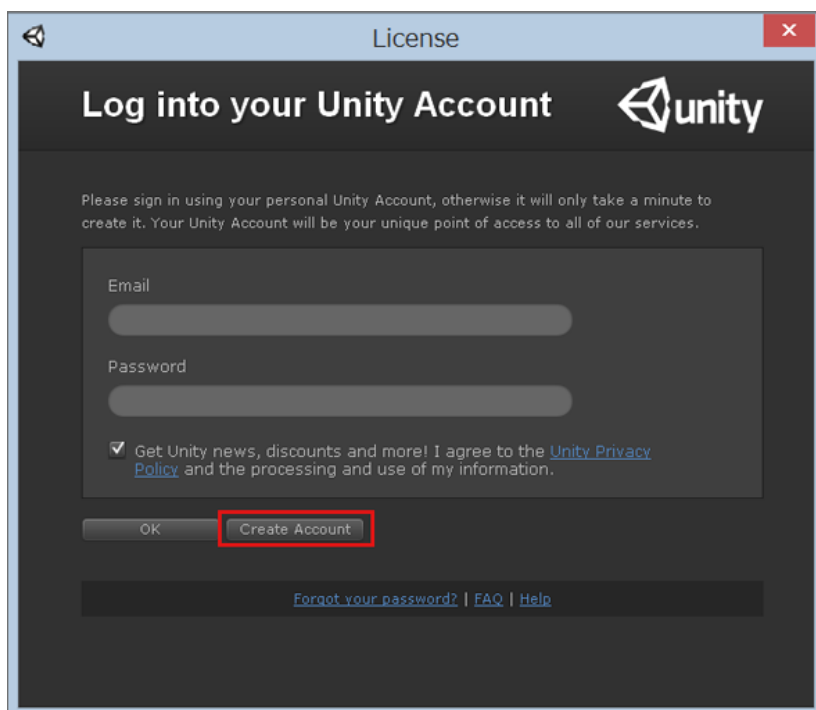 License
Log into your Unity Account
unity
Please sign in using your personal Unity Account, otherwise it will only take a minute to
create it. Your Unity Account will be your unique point of access to all of our services.
Email
Password
Get Unity news, discounts and more! I agree to the Unity Privacy
Policy and the processing and use of my information.
OK Create Account
Forgot your password? | FAQ | Help